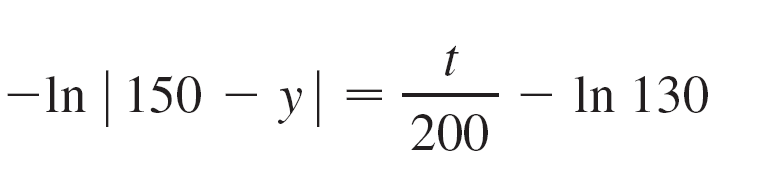 −ln | 150 − y | = t/200 − ln 130